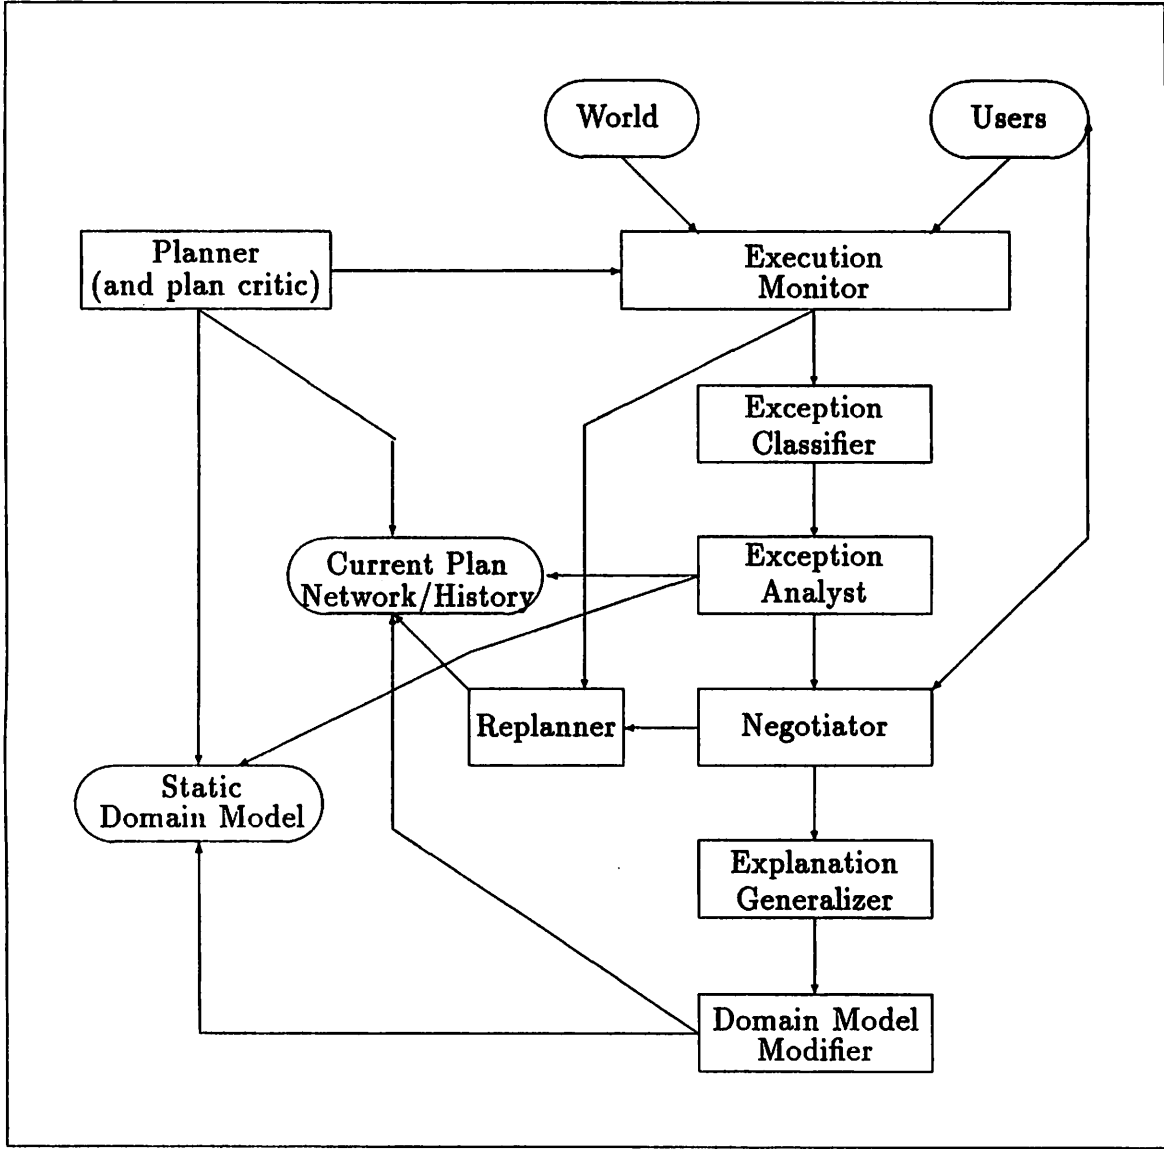 World
Users
Planner
(and plan critic)
Execution
Monitor
Exception
Classifier
Current Plan
Network/History
Exception
Analyst
Replanner
Negotiator
Static
Domain Model
Explanation
Generalizer
Domain Model
Modifier